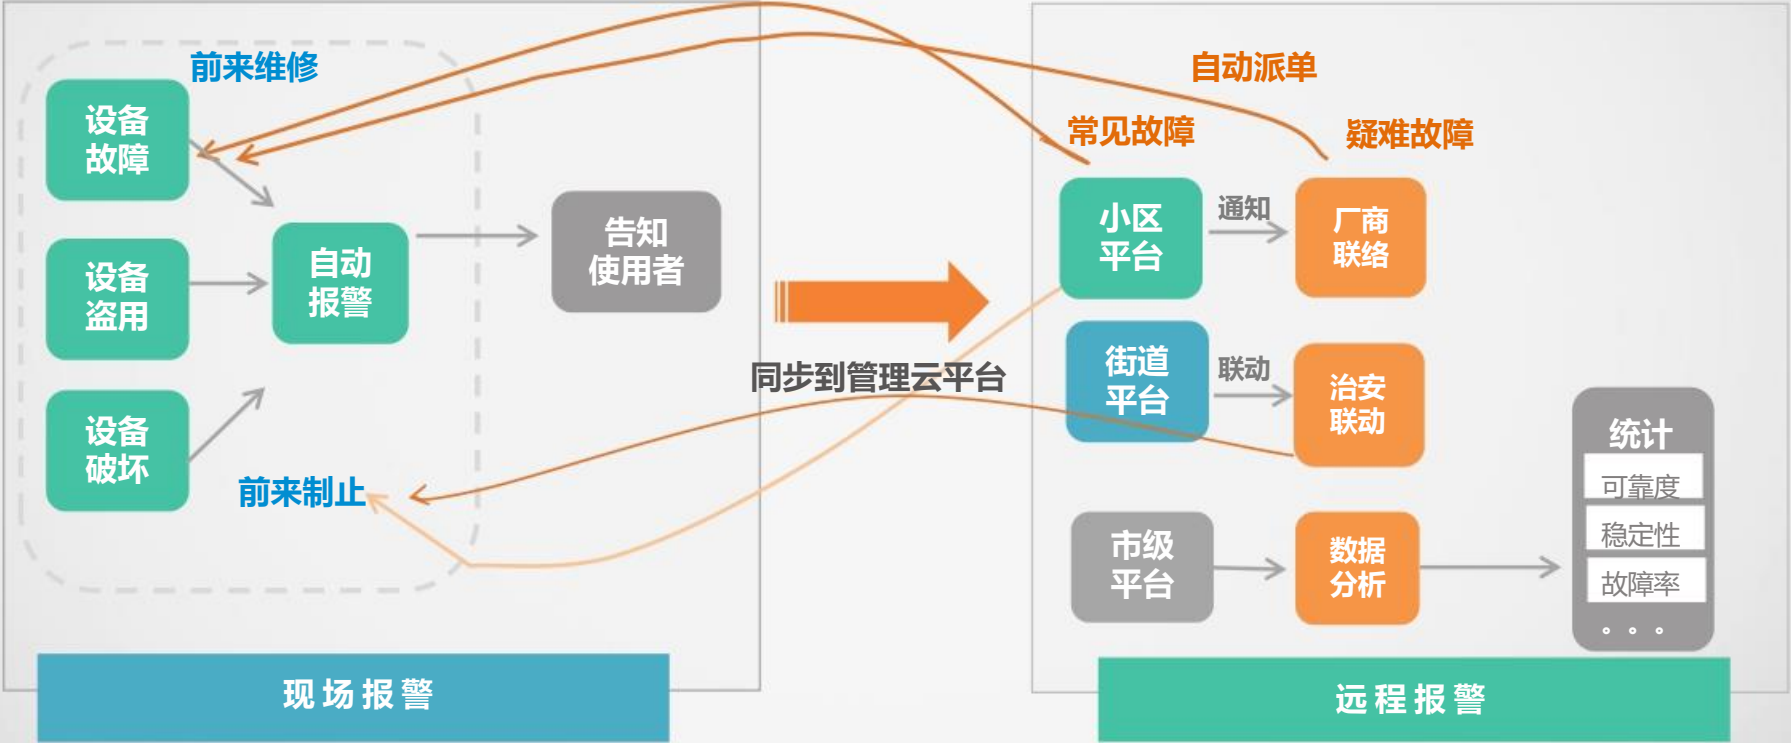 前来维修
设备
故障
设备
盗用
设备
破坏
自动
报警
告知
使用者
前来制止
现场报警
同步到管理云平台
自动派单
常见故障
疑难故障
小区
平台
通知
厂商
联络
街道
平台
联动
治安
联动
市级
平台
数据
分析
统计
可靠度
稳定性
故障率
。。。
远程报警